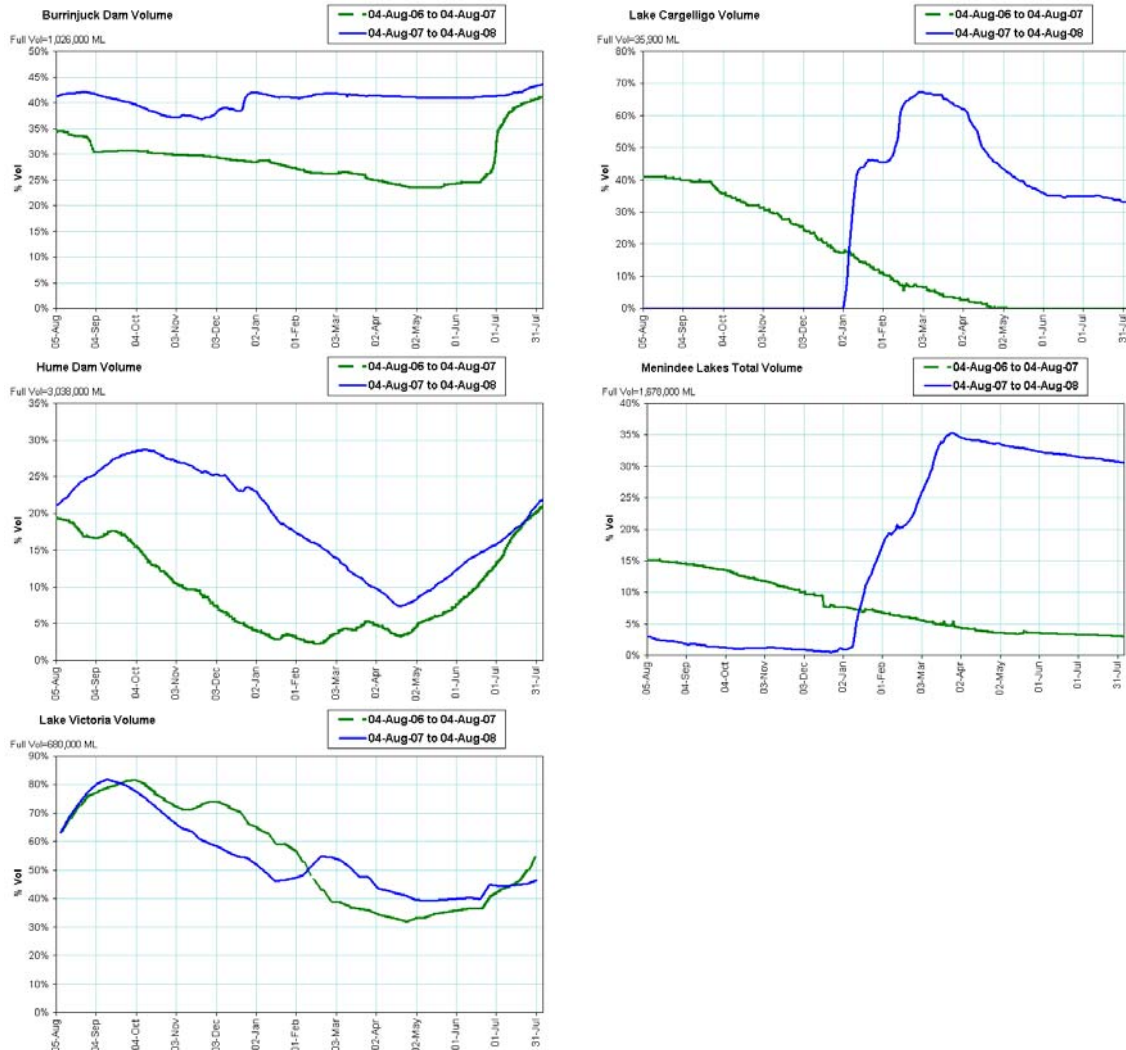 Burrinjuck Dam Volume
04-Aug-06 to 04-Aug-07
04-Aug-07 to 04-Aug-08
Full Vol=1,026,000 ML
50%
45%
40%
35%
30%
25%
20%
15%
10%
5%
0%
% Vol
05-Aug
04-Sep
04-Oct
03-Nov
03-Dec
02-Jan
01-Feb
03-Mar
02-Apr
02-May
01-Jun
01-Jul
31-Jul
Lake Cargelligo Volume
04-Aug-06 to 04-Aug-07
04-Aug-07 to 04-Aug-08
Full Vol=35,900 ML
80%
70%
60%
50%
40%
30%
20%
10%
0%
% Vol
05-Aug
04-Sep
04-Oct
03-Nov
03-Dec
02-Jan
01-Feb
03-Mar
02-Apr
02-May
01-Jun
01-Jul
31-Jul
Hume Dam Volume
04-Aug-06 to 04-Aug-07
04-Aug-07 to 04-Aug-08
Full Vol=3,038,000 ML
35%
30%
25%
20%
15%
10%
5%
0%
% Vol
05-Aug
04-Sep
04-Oct
03-Nov
03-Dec
02-Jan
01-Feb
03-Mar
02-Apr
02-May
01-Jun
01-Jul
31-Jul
Menindee Lakes Total Volume
04-Aug-06 to 04-Aug-07
04-Aug-07 to 04-Aug-08
Full Vol=1,678,000 ML
40%
35%
30%
25%
20%
15%
10%
5%
0%
% Vol
05-Aug
04-Sep
04-Oct
03-Nov
03-Dec
02-Jan
01-Feb
03-Mar
02-Apr
02-May
01-Jun
01-Jul
31-Jul
Lake Victoria Volume
04-Aug-06 to 04-Aug-07
04-Aug-07 to 04-Aug-08
Full Vol=680,000 ML
90%
80%
70%
60%
50%
40%
30%
20%
10%
0%
% Vol
05-Aug
04-Sep
04-Oct
03-Nov
03-Dec
02-Jan
01-Feb
03-Mar
02-Apr
02-May
01-Jun
01-Jul
31-Jul